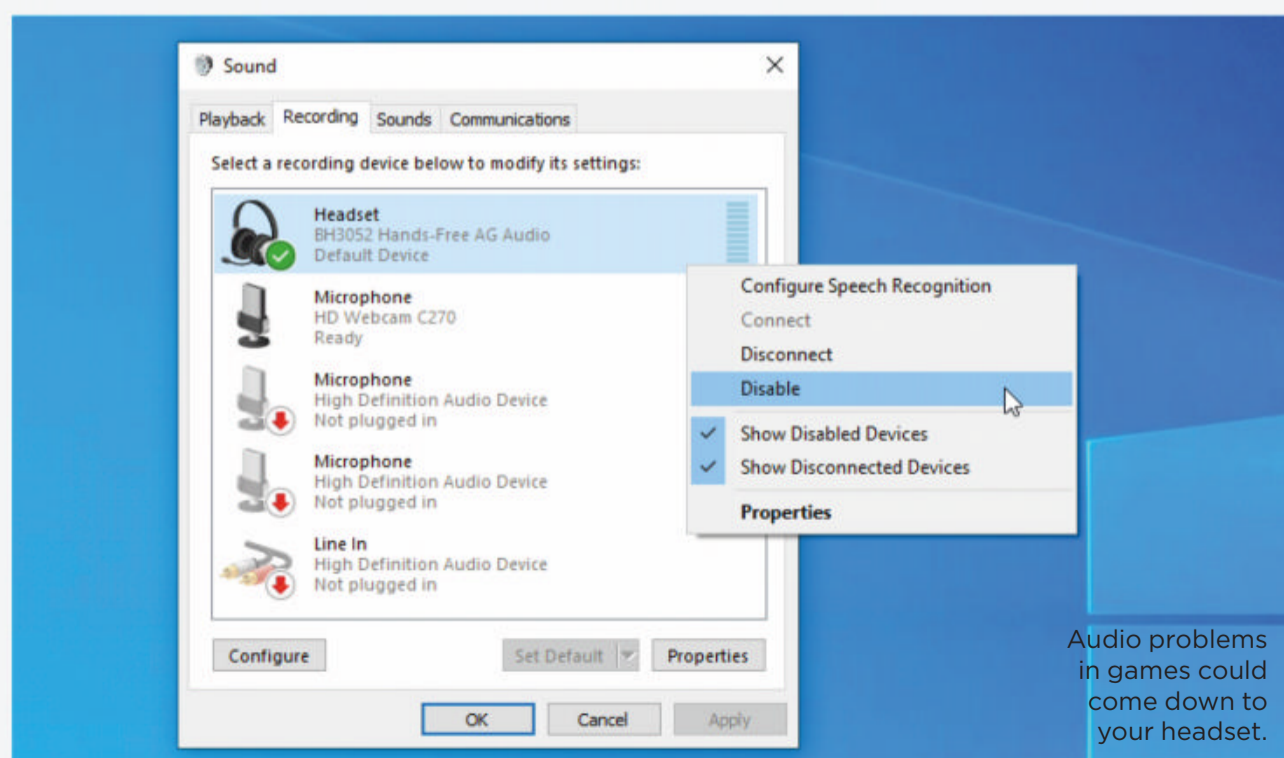 Sound
Playback Recording Sounds Communications
Select a recording device below to modify its settings:
Headset
BH3052 Hands-Free AG Audio
Default Device
Microphone
HD Webcam C270
Ready
Microphone
High Definition Audio Device
Not plugged in
Microphone
High Definition Audio Device
Not plugged in
Line In
High Definition Audio Device
Not plugged in
Configure Speech Recognition
Connect
Disconnect
Disable
Show Disabled Devices
Show Disconnected Devices
Properties
Configure Set Default Properties
OK Cancel Apply
Audio problems
in games could
come down to
your headset.